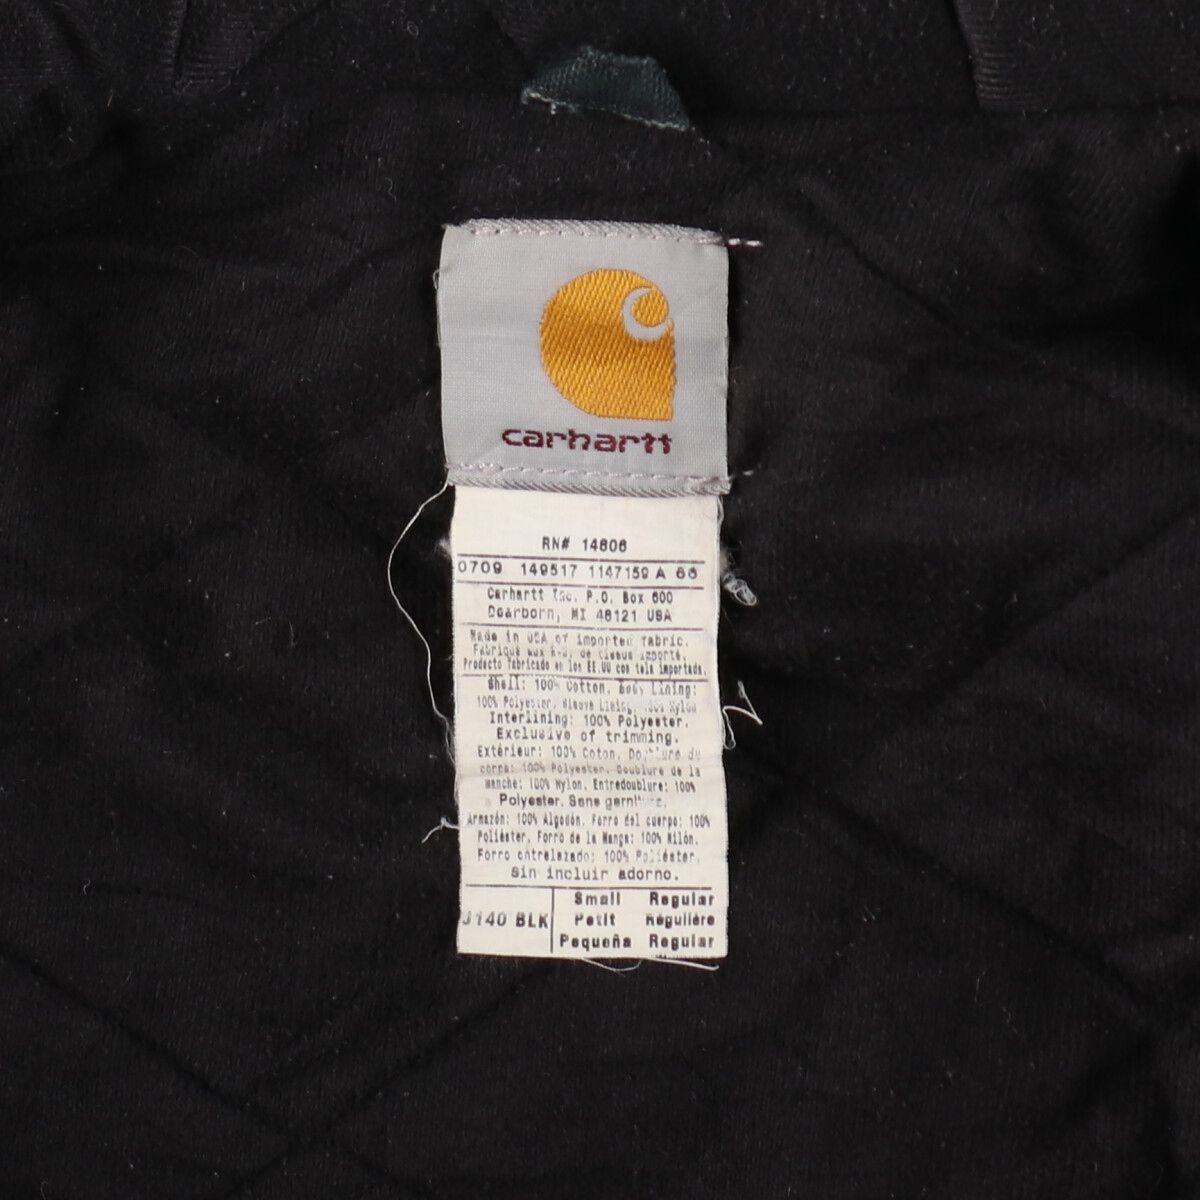 carhartt
RN# 14806
0709 149517 1147159 A 66
Carhartt Inc. P.O. Box 600
Dearborn, MI 48121 USA
Made in USA of imported fabric.
Fabriqué aux É-U. de tissus importé.
Producto fabricado en los EE.UU con tela importada.
Shell: 100% Cotton. Body Lining:
100% Polyester. Sleeve Lining: 100% Nylon
Interlining: 100% Polyester.
Exclusive of trimming.
Extérieur: 100% Coton. Doublure du
corps: 100% Polyester. Doublure de la
manche: 100% Nylon. Entredoublure: 100%
Polyester. Sans garniture.
Armazón: 100% Algodón. Forro del cuerpo: 100%
Poliéster. Forro de la Manga: 100% Nilón.
Forro entrelazado: 100% Poliéster.
Sin incluir adorno.
J140 BLK
Small Regular
Petit Régulière
Pequeña Regular